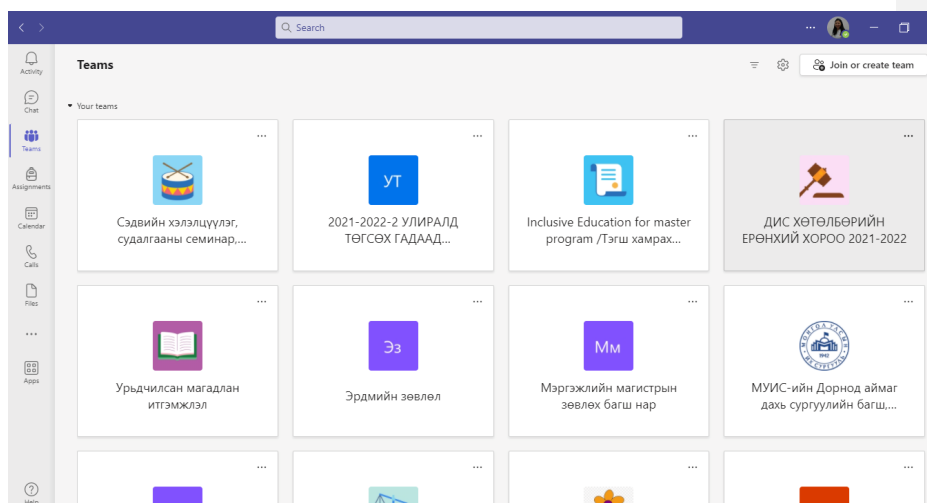 Search
Activity
Chat
Teams
Assignments
Calendar
Calls
Files
Apps
Help
Teams
Join or create team
Your teams
Сэдвийн хэлэлцүүлэг,
судалгааны семинар,...
УТ
2021-2022-2 УЛИРАЛД
ТӨГСӨХ ГАДААД...
Inclusive Education for master
program /Тэгш хамрах...
ДИС ХӨТӨЛБӨРИЙН
ЕРӨНХИЙ ХОРОО 2021-2022
Урьдчилсан магадлан
итгэмжлэл
Эз
Эрдмийн зөвлөл
Мм
Мэргэжлийн магистрын
зөвлөх багш нар
1942
МУИС-ийн Дорнод аймаг
дахь сургуулийн багш,...